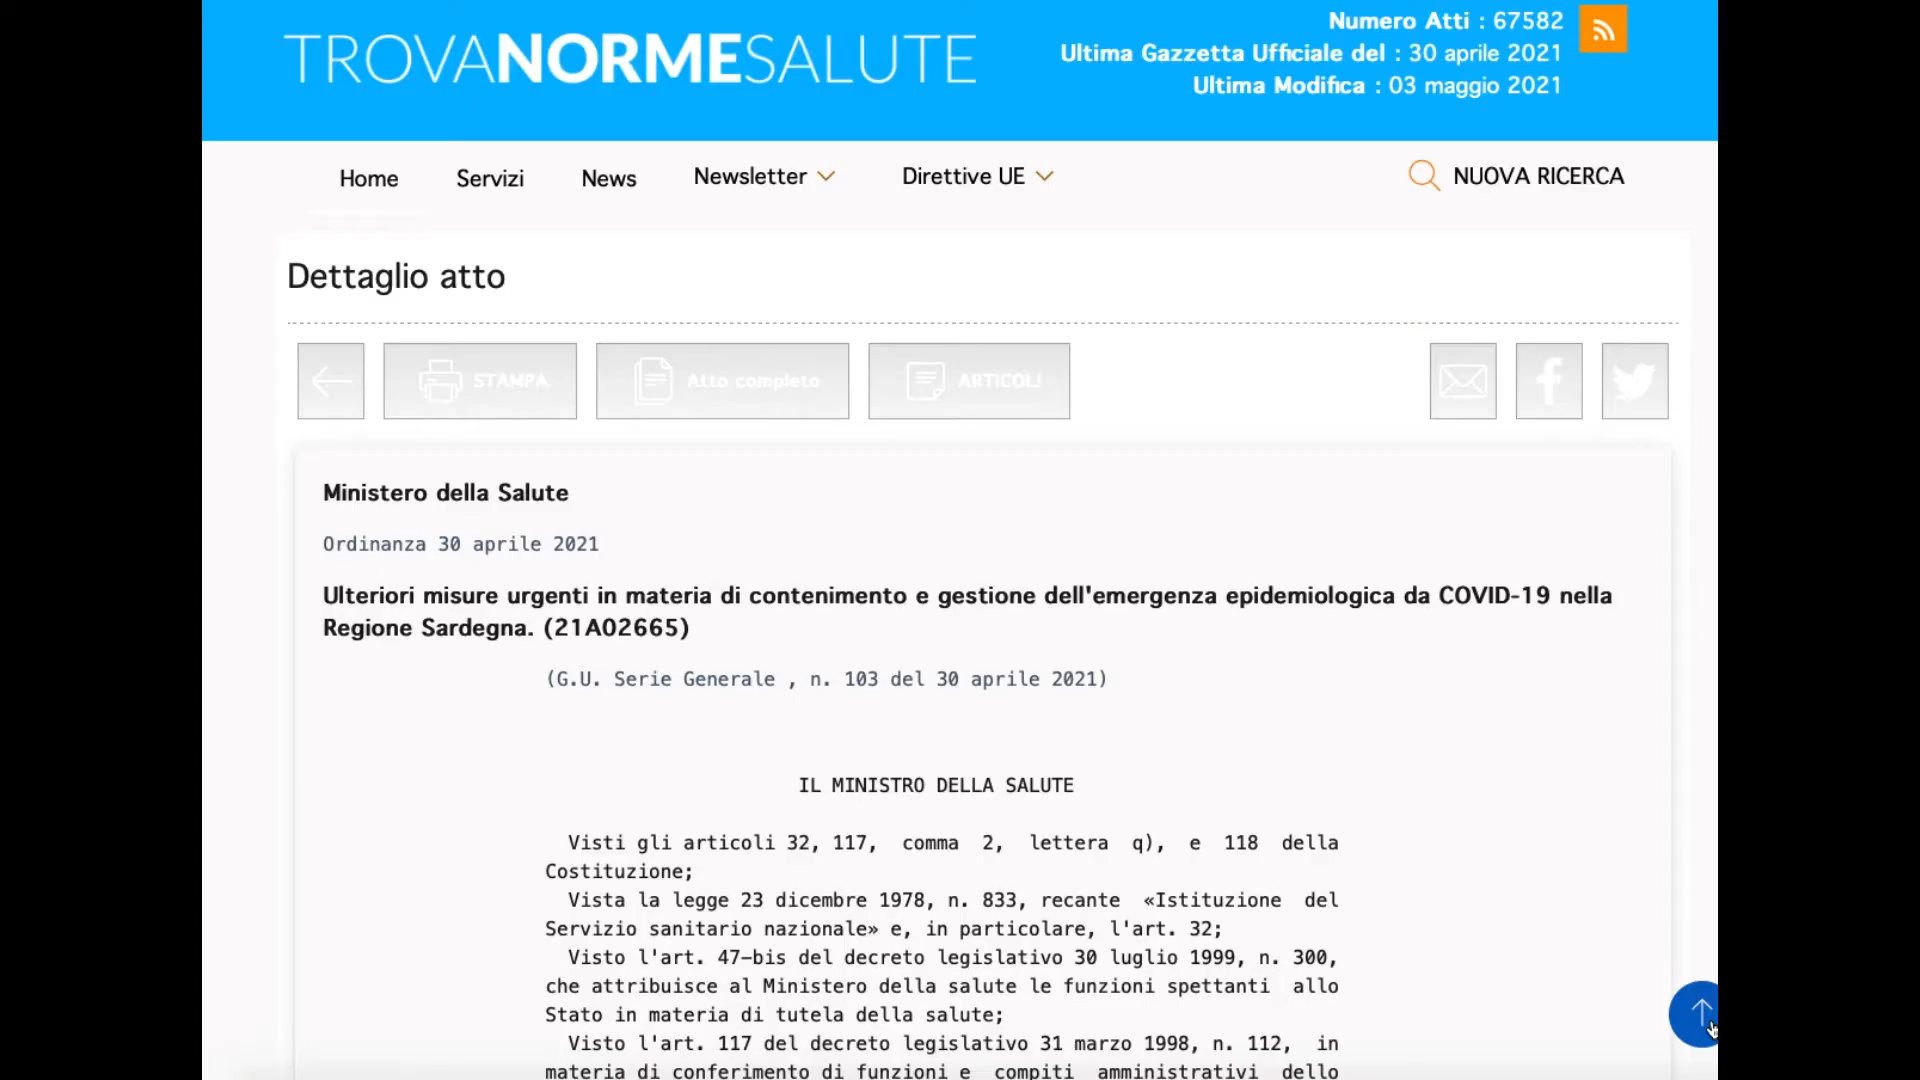 TROVANORMESALUTE
Numero Atti : 67582
Ultima Gazzetta Ufficiale del : 30 aprile 2021
Ultima Modifica : 03 maggio 2021
Home Servizi News Newsletter Direttive UE NUOVA RICERCA
Dettaglio atto
STAMPA Atto completo ARTICOLI
Ministero della Salute
Ordinanza 30 aprile 2021
Ulteriori misure urgenti in materia di contenimento e gestione dell'emergenza epidemiologica da COVID-19 nella
Regione Sardegna. (21A02665)
(G.U. Serie Generale , n. 103 del 30 aprile 2021)
IL MINISTRO DELLA SALUTE
Visti gli articoli 32, 117, comma 2, lettera q), e 118 della
Costituzione;
Vista la legge 23 dicembre 1978, n. 833, recante «Istituzione del
Servizio sanitario nazionale» e, in particolare, l'art. 32;
Visto l'art. 47-bis del decreto legislativo 30 luglio 1999, n. 300,
che attribuisce al Ministero della salute le funzioni spettanti allo
Stato in materia di tutela della salute;
Visto l'art. 117 del decreto legislativo 31 marzo 1998, n. 112, in
materia di conferimento di funzioni e compiti amministrativi dello